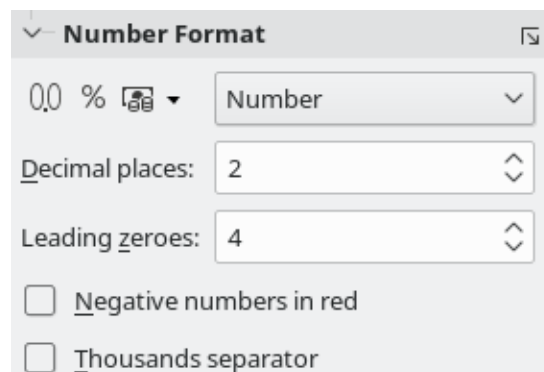 Number Format
0,0 % Number
Decimal places: 2
Leading zeroes: 4
Negative numbers in red
Thousands separator